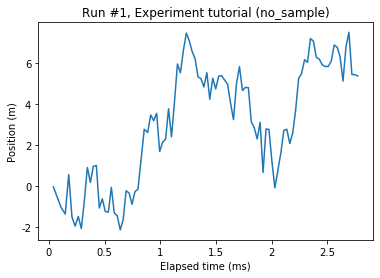 Run #1, Experiment tutorial (no_sample)
Position (m)
6
4
2
0
-2
0 0.5 1 1.5 2 2.5
Elapsed time (ms)